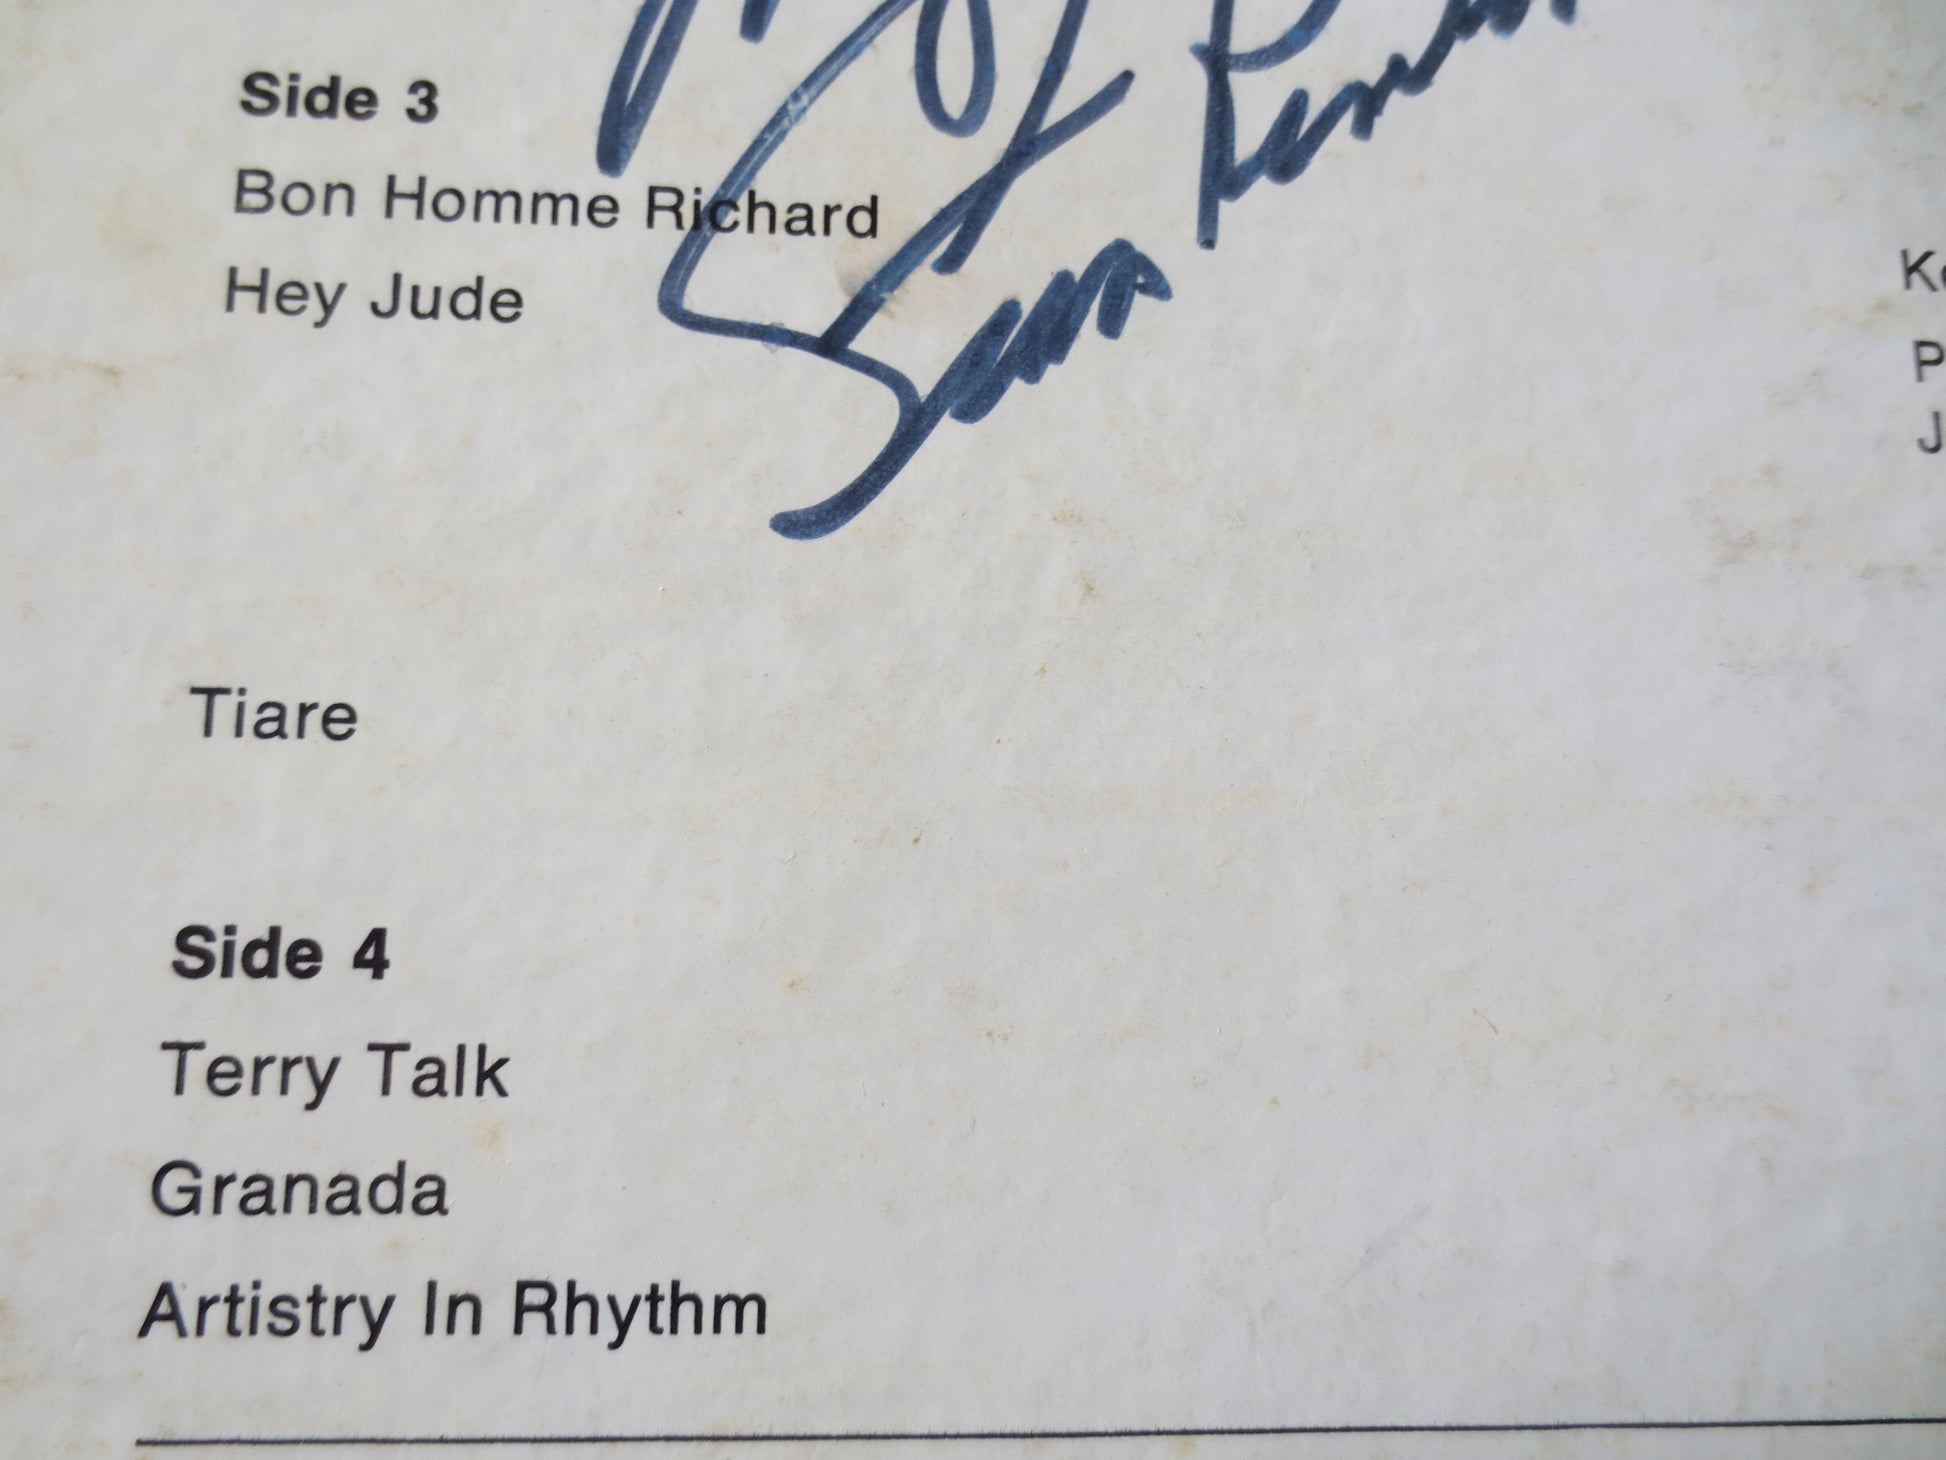 Side 3
Bon Homme Richard
Hey Jude
Tiare
Side 4
Terry Talk
Granada
Artistry In Rhythm